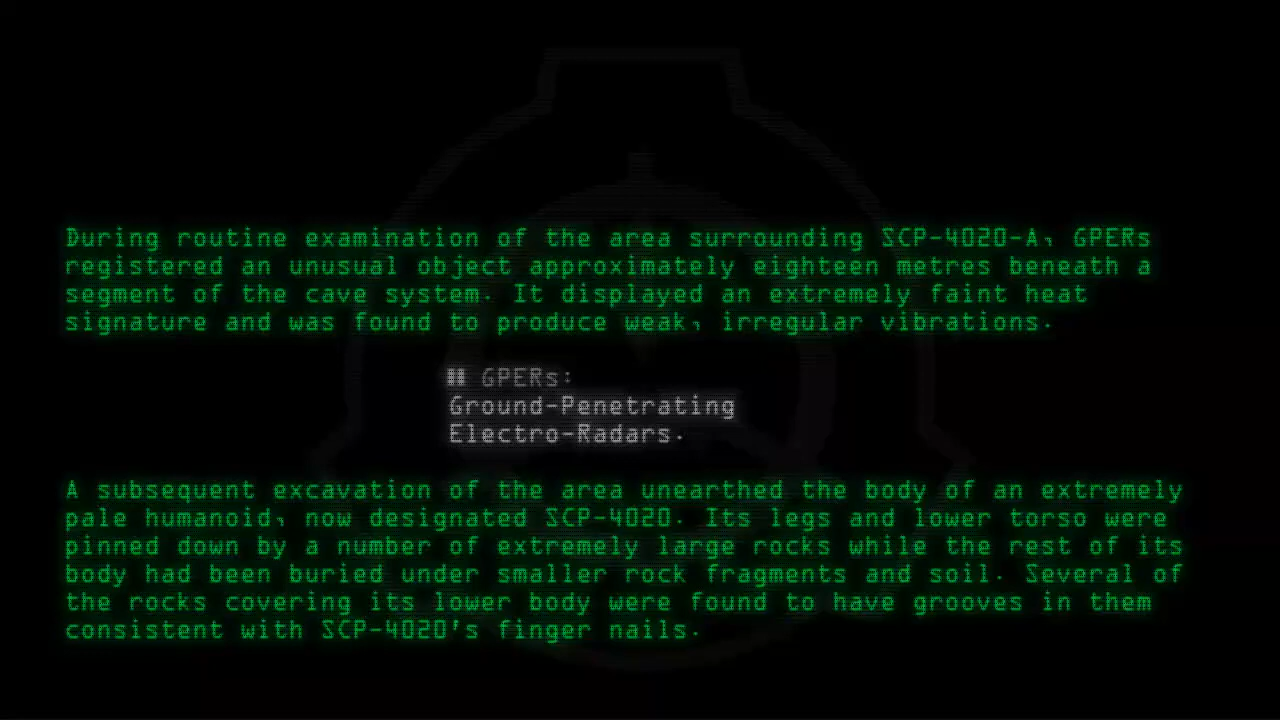 During routine examination of the area surrounding SCP-4020-A, GPERs
registered an unusual object approximately eighteen metres beneath a
segment of the cave system. It displayed an extremely faint heat
signature and was found to produce weak, irregular vibrations.
GPERs:
Ground-Penetrating
Electro-Radars.
A subsequent excavation of the area unearthed the body of an extremely
pale humanoid, now designated SCP-4020. Its legs and lower torso were
pinned down by a number of extremely large rocks while the rest of its
body had been buried under smaller rock fragments and soil. Several of
the rocks covering its lower body were found to have grooves in them
consistent with SCP-4020's finger nails.